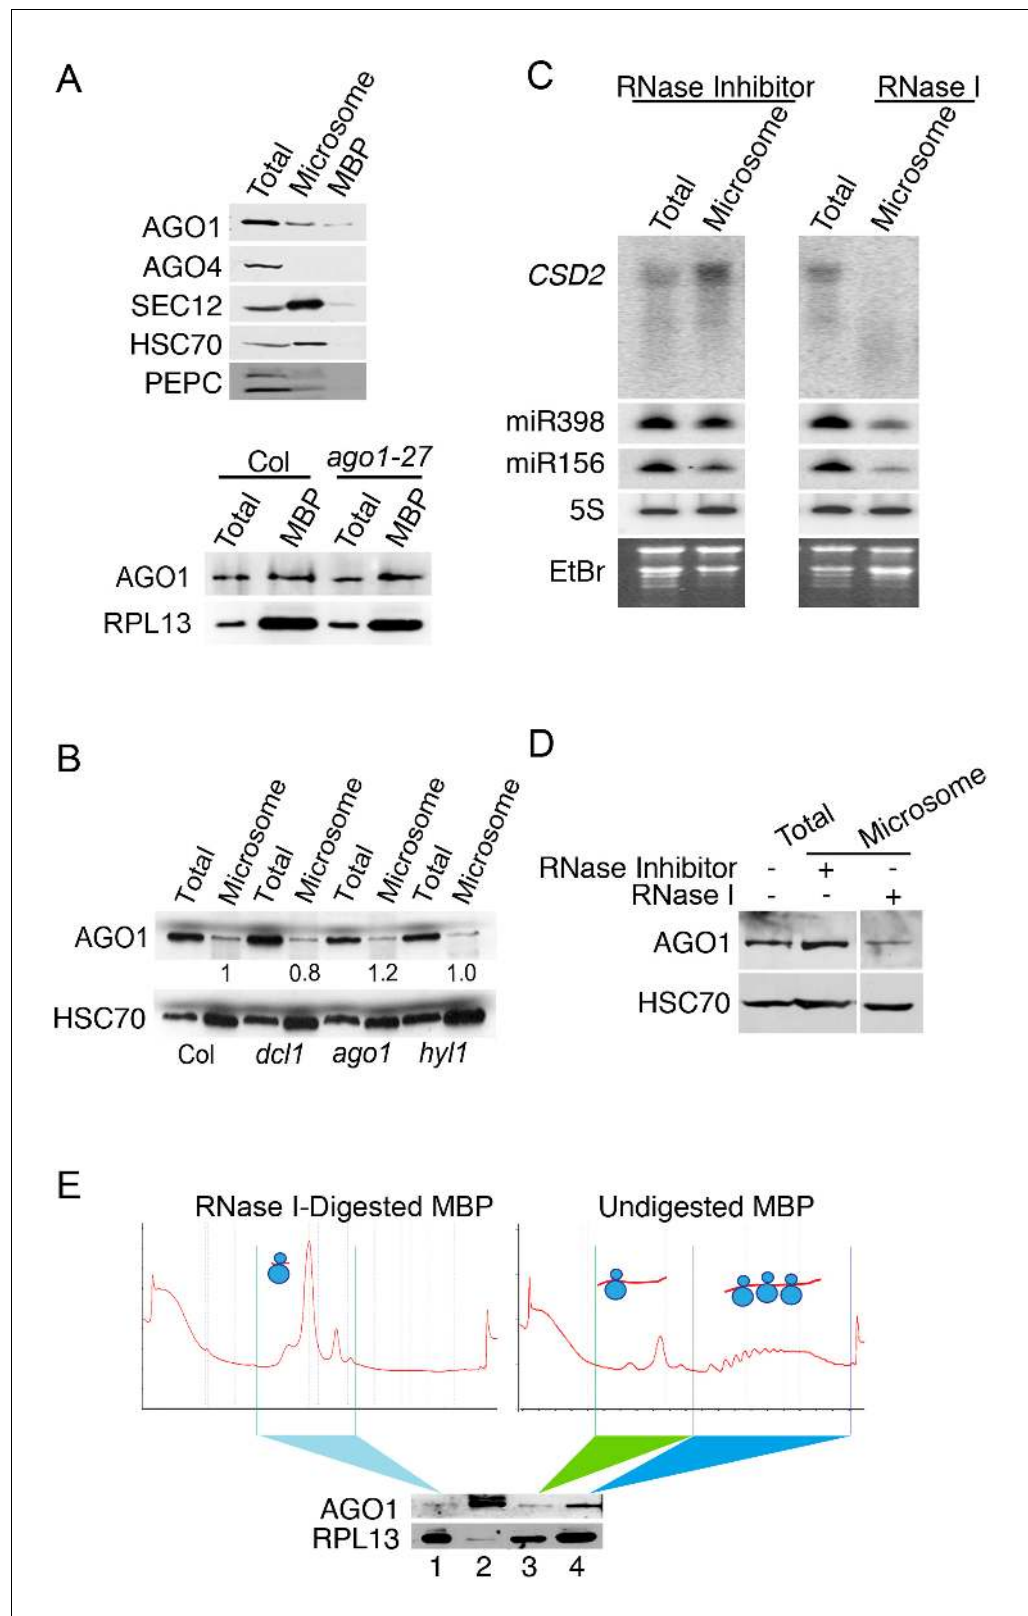 A
Total
Microsome
MBP
AGO1
AGO4
SEC12
HSC70
PEPC
Col
ago1-27
Total
MBP
Total
MBP
AGO1
RPL13
C
RNase Inhibitor
RNase I
Total
Microsome
Total
Microsome
CSD2
miR398
miR156
5S
EtBr
B
Total
Microsome
Total
Microsome
Total
Microsome
Total
Microsome
AGO1
1 0.8 1.2 1.0
HSC70
Col dcl1 ago1 hyl1
D
Total
Microsome
RNase Inhibitor - + -
RNase I - - +
AGO1
HSC70
E
RNase I-Digested MBP
Undigested MBP
AGO1
RPL13
1 2 3 4